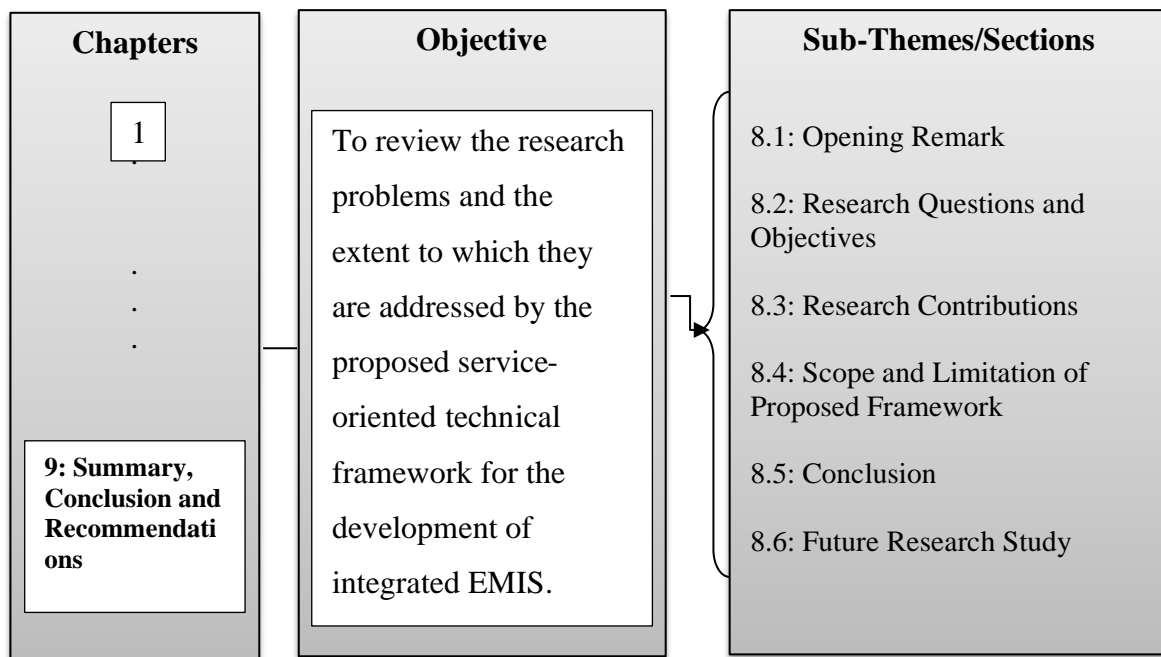 Chapters
1
.
.
.
.
9: Summary,
Conclusion and
Recommendati
ons
Objective
To review the research
problems and the
extent to which they
are addressed by the
proposed service-
oriented technical
framework for the
development of
integrated EMIS.
Sub-Themes/Sections
8.1: Opening Remark
8.2: Research Questions and
Objectives
8.3: Research Contributions
8.4: Scope and Limitation of
Proposed Framework
8.5: Conclusion
8.6: Future Research Study